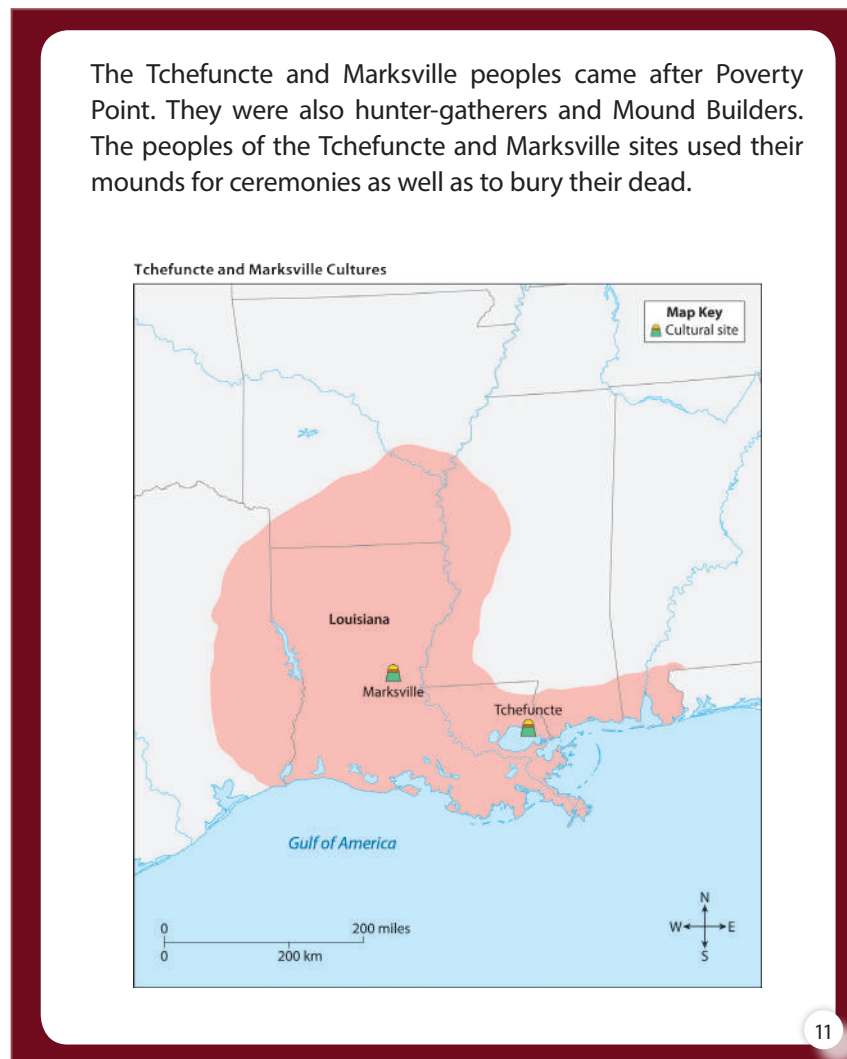 The Tchefuncte and Marksville peoples came after Poverty
Point. They were also hunter-gatherers and Mound Builders.
The peoples of the Tchefuncte and Marksville sites used their
mounds for ceremonies as well as to bury their dead.
Tchefuncte and Marksville Cultures
Map Key
Cultural site
Louisiana
Marksville
Tchefuncte
Gulf of America
N
W E
S
0 200 miles
0 200 km
11